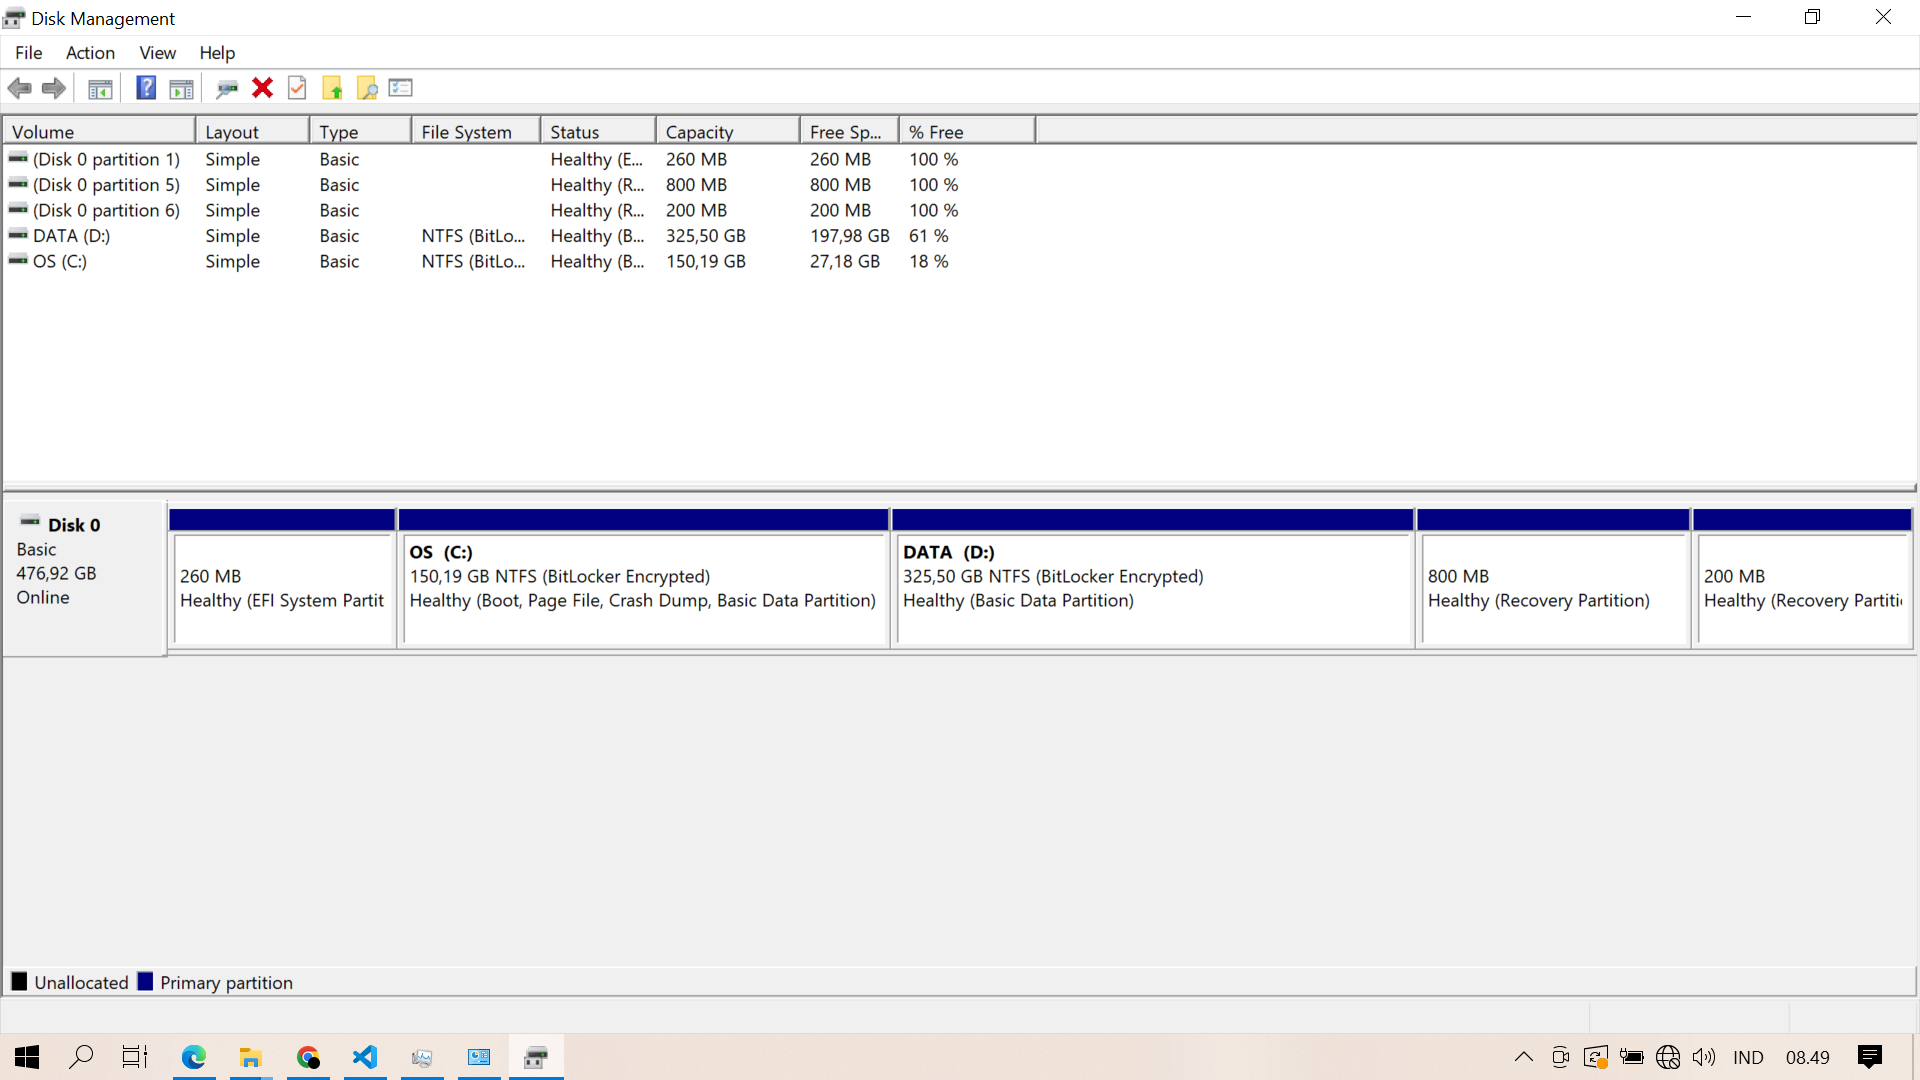 Disk Management
File Action View Help
Volume Layout Type File System Status Capacity Free Sp... % Free
(Disk 0 partition 1) Simple Basic Healthy (E... 260 MB 260 MB 100 %
(Disk 0 partition 5) Simple Basic Healthy (R... 800 MB 800 MB 100 %
(Disk 0 partition 6) Simple Basic Healthy (R... 200 MB 200 MB 100 %
DATA (D:) Simple Basic NTFS (BitLo... Healthy (B... 325,50 GB 197,98 GB 61 %
OS (C:) Simple Basic NTFS (BitLo... Healthy (B... 150,19 GB 27,18 GB 18 %
Disk 0
Basic
476,92 GB
Online
260 MB
Healthy (EFI System Partit
OS (C:)
150,19 GB NTFS (BitLocker Encrypted)
Healthy (Boot, Page File, Crash Dump, Basic Data Partition)
DATA (D:)
325,50 GB NTFS (BitLocker Encrypted)
Healthy (Basic Data Partition)
800 MB
Healthy (Recovery Partition)
200 MB
Healthy (Recovery Partiti
Unallocated Primary partition
IND 08.49